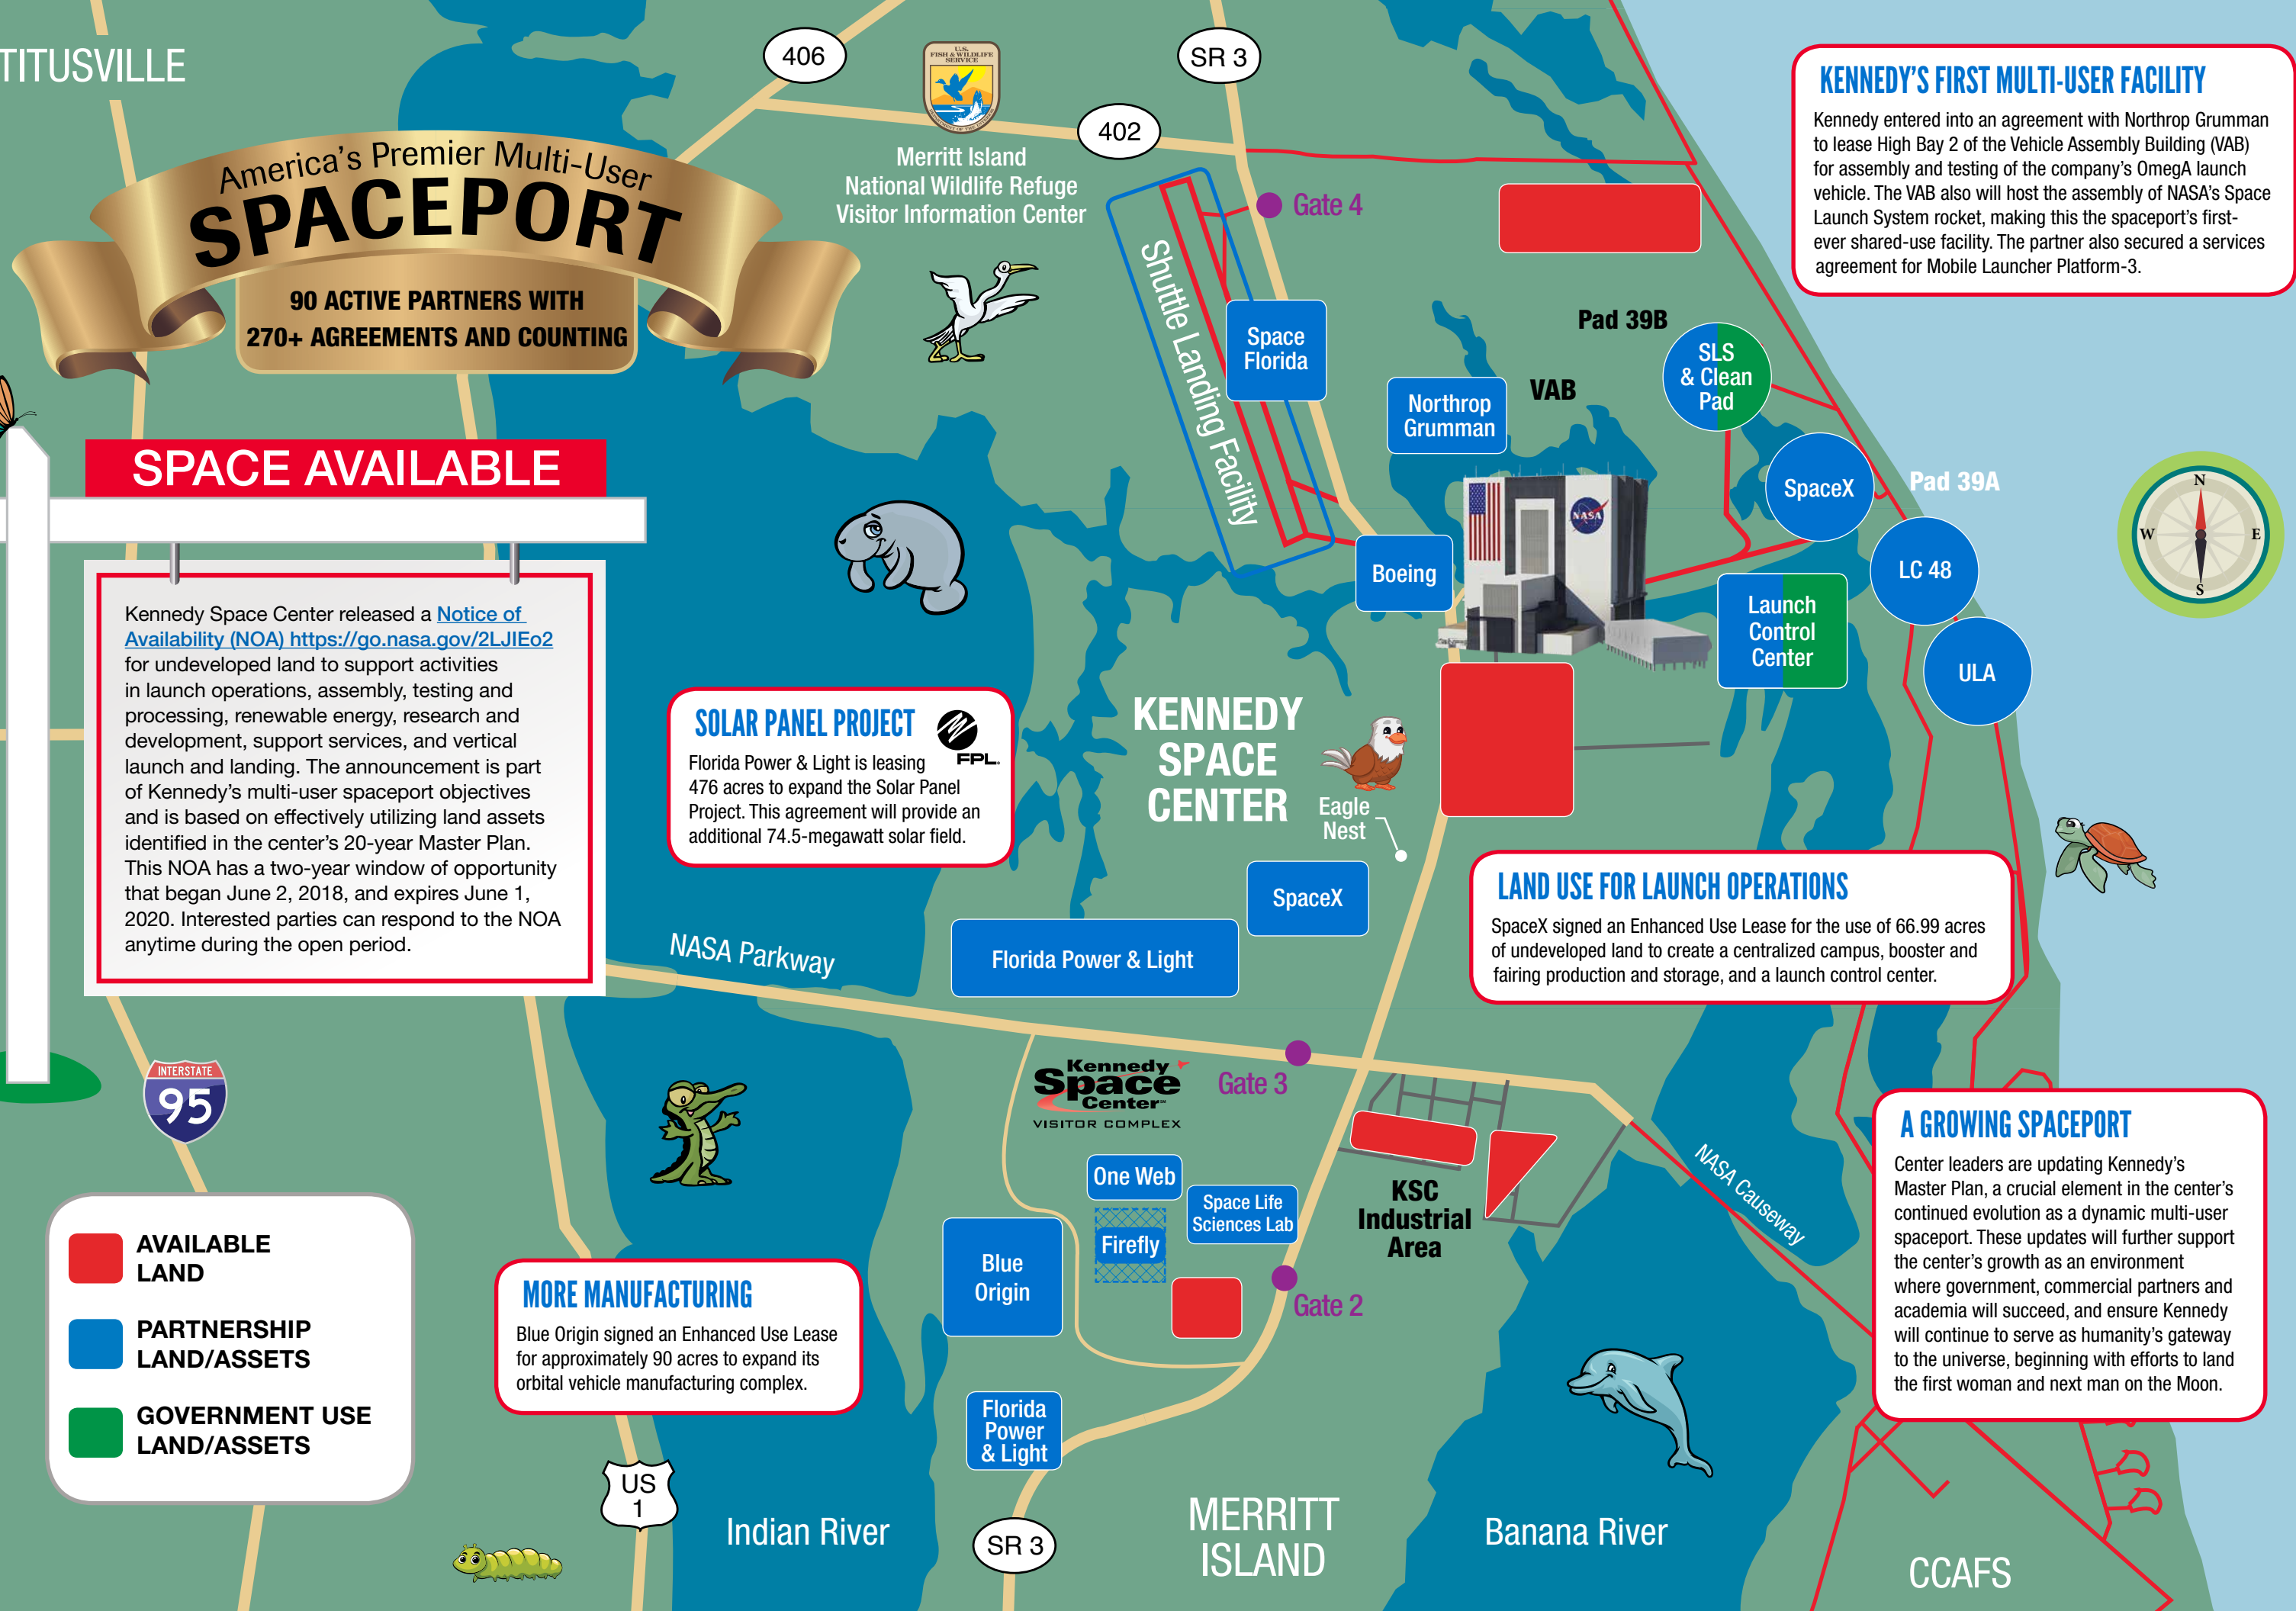 TITUSVILLE
America's Premier Multi-User
SPACEPORT
90 ACTIVE PARTNERS WITH
270+ AGREEMENTS AND COUNTING
406
U.S.
FISH & WILDLIFE
SERVICE
Merritt Island
National Wildlife Refuge
Visitor Information Center
SR 3
402
Gate 4
Shuttle Landing Facility
Space
Florida
KENNEDY'S FIRST MULTI-USER FACILITY
Kennedy entered into an agreement with Northrop Grumman
to lease High Bay 2 of the Vehicle Assembly Building (VAB)
for assembly and testing of the company's OmegA launch
vehicle. The VAB also will host the assembly of NASA's Space
Launch System rocket, making this the spaceport's first-
ever shared-use facility. The partner also secured a services
agreement for Mobile Launcher Platform-3.
Pad 39B
SLS
& Clean
Pad
VAB
Northrop
Grumman
NASA
SpaceX
Pad 39A
LC 48
ULA
Boeing
Launch
Control
Center
N
W
E
S
SPACE AVAILABLE
Kennedy Space Center released a Notice of
Availability (NOA) https://go.nasa.gov/2LJIEo2
for undeveloped land to support activities
in launch operations, assembly, testing and
processing, renewable energy, research and
development, support services, and vertical
launch and landing. The announcement is part
of Kennedy's multi-user spaceport objectives
and is based on effectively utilizing land assets
identified in the center's 20-year Master Plan.
This NOA has a two-year window of opportunity
that began June 2, 2018, and expires June 1,
2020. Interested parties can respond to the NOA
anytime during the open period.
SOLAR PANEL PROJECT
FPL.
Florida Power & Light is leasing
476 acres to expand the Solar Panel
Project. This agreement will provide an
additional 74.5-megawatt solar field.
KENNEDY
SPACE
CENTER
Eagle
Nest
SpaceX
Florida Power & Light
NASA Parkway
LAND USE FOR LAUNCH OPERATIONS
SpaceX signed an Enhanced Use Lease for the use of 66.99 acres
of undeveloped land to create a centralized campus, booster and
fairing production and storage, and a launch control center.
Kennedy
Space
Center™
VISITOR COMPLEX
Gate 3
INTERSTATE
95
One Web
Space Life
Sciences Lab
Firefly
Blue
Origin
KSC
Industrial
Area
Gate 2
NASA Causeway
A GROWING SPACEPORT
Center leaders are updating Kennedy's
Master Plan, a crucial element in the center's
continued evolution as a dynamic multi-user
spaceport. These updates will further support
the center's growth as an environment
where government, commercial partners and
academia will succeed, and ensure Kennedy
will continue to serve as humanity's gateway
to the universe, beginning with efforts to land
the first woman and next man on the Moon.
AVAILABLE
LAND
PARTNERSHIP
LAND/ASSETS
GOVERNMENT USE
LAND/ASSETS
MORE MANUFACTURING
Blue Origin signed an Enhanced Use Lease
for approximately 90 acres to expand its
orbital vehicle manufacturing complex.
Florida
Power
& Light
US
1
Indian River
SR 3
MERRITT
ISLAND
Banana River
CCAFS